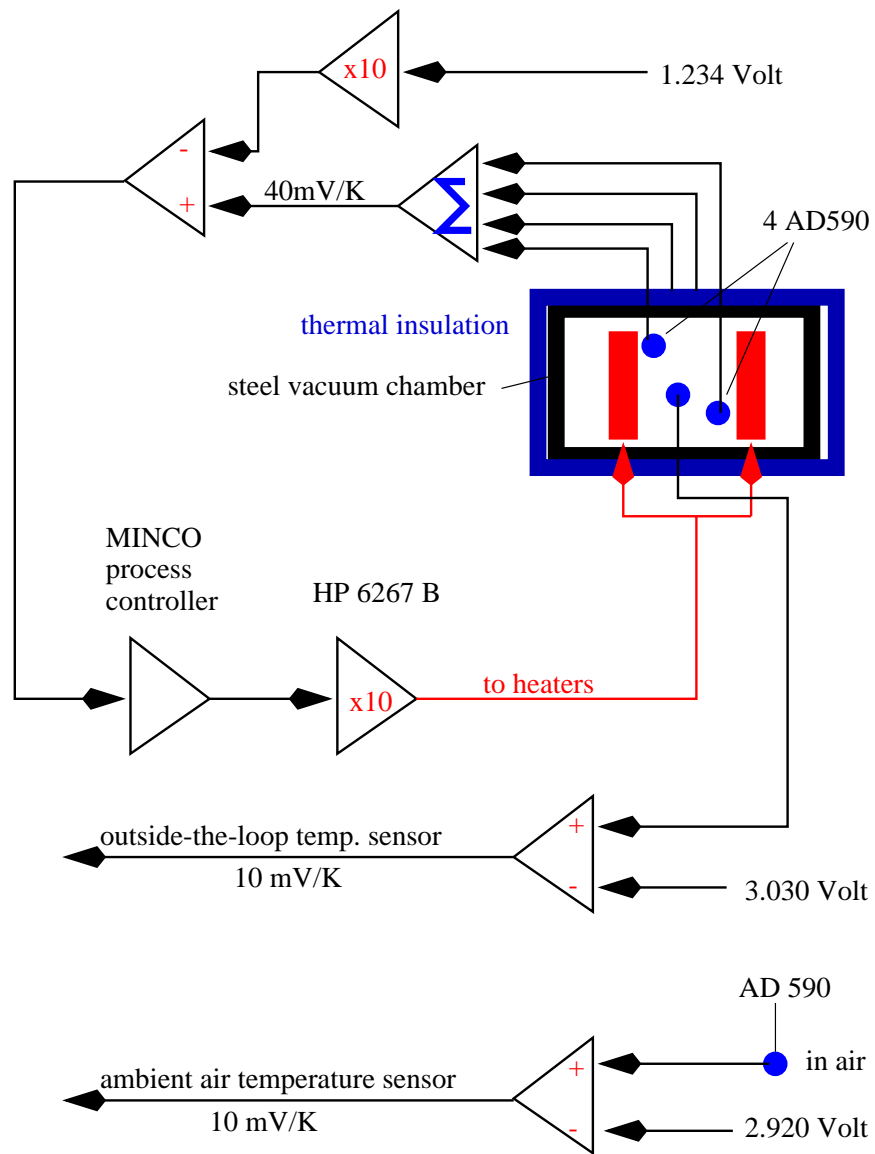 x10
1.234 Volt
-
+
40mV/K
Σ
4 AD590
thermal insulation
steel vacuum chamber
MINCO
process
controller
HP 6267 B
x10
to heaters
outside-the-loop temp. sensor
10 mV/K
+
-
3.030 Volt
AD 590
in air
ambient air temperature sensor
10 mV/K
+
-
2.920 Volt